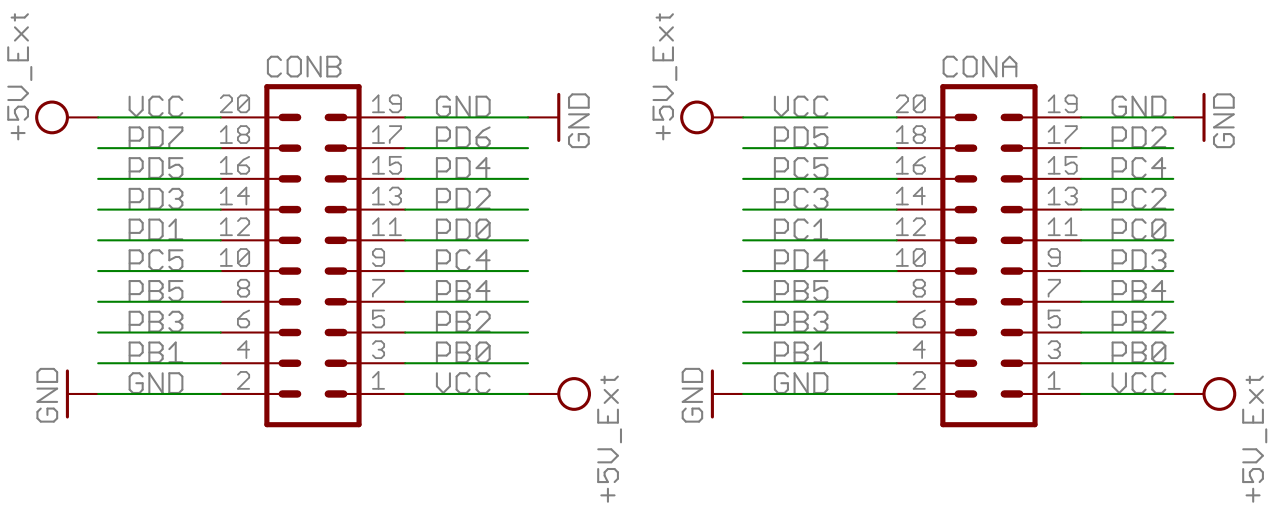 +5V_Ext
CONB
VCC 20 19 GND
GND
PD7 18 17 PD6
PD5 16 15 PD4
PD3 14 13 PD2
PD1 12 11 PD0
PC5 10 9 PC4
PB5 8 7 PB4
PB3 6 5 PB2
PB1 4 3 PB0
GND
GND 2 1 VCC
+5V_Ext
+5V_Ext
CONA
VCC 20 19 GND
GND
PD5 18 17 PD2
PC5 16 15 PC4
PC3 14 13 PC2
PC1 12 11 PC0
PD4 10 9 PD3
PB5 8 7 PB4
PB3 6 5 PB2
PB1 4 3 PB0
GND
GND 2 1 VCC
+5V_Ext